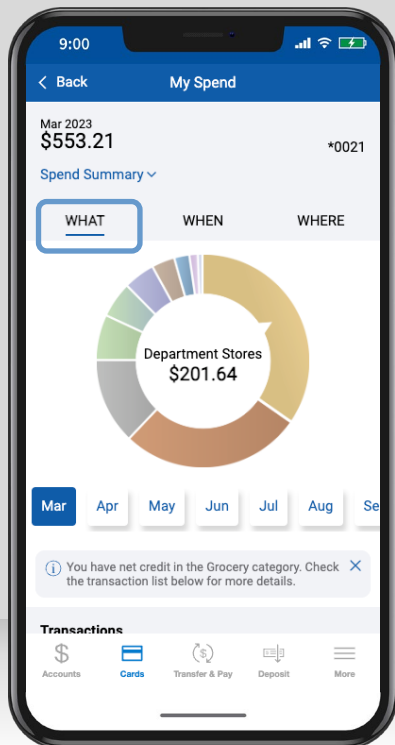 9:00
Back
My Spend
Mar 2023
$553.21
*0021
Spend Summary
WHAT
WHEN
WHERE
Department Stores
$201.64
Mar
Apr
May
Jun
Jul
Aug
Se
You have net credit in the Grocery category. Check
the transaction list below for more details.
Transactions
Accounts
Cards
Transfer & Pay
Deposit
More